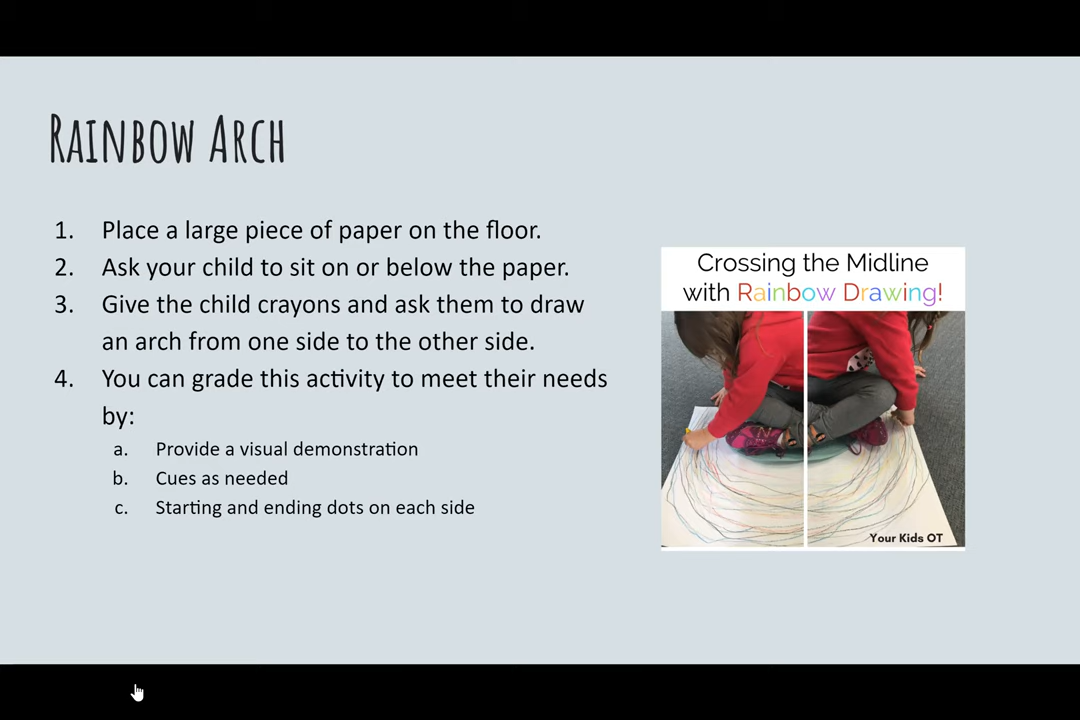 Rainbow Arch
1. Place a large piece of paper on the floor.
2. Ask your child to sit on or below the paper.
3. Give the child crayons and ask them to draw
an arch from one side to the other side.
4. You can grade this activity to meet their needs
by:
a. Provide a visual demonstration
b. Cues as needed
c. Starting and ending dots on each side
Crossing the Midline
with Rainbow Drawing!
Your Kids OT